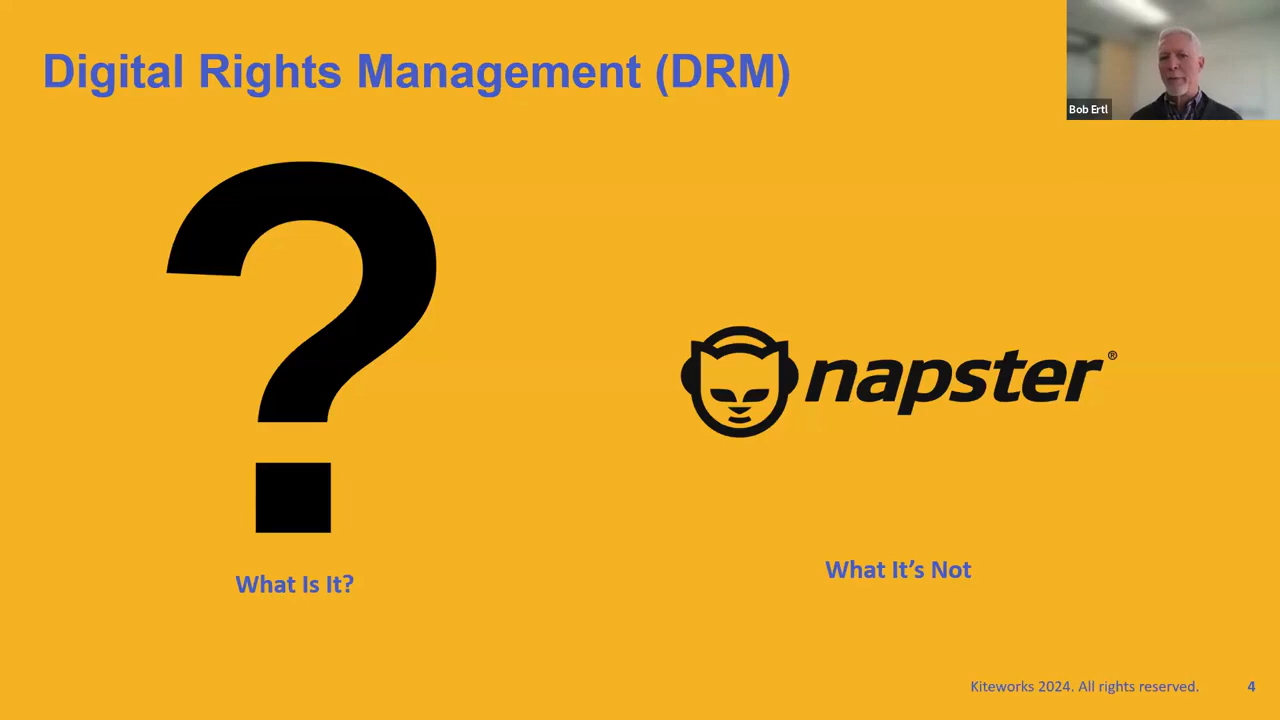 Digital Rights Management (DRM)
Bob Ertl
?
napster®
What Is It?
What It’s Not
Kiteworks 2024. All rights reserved.
4